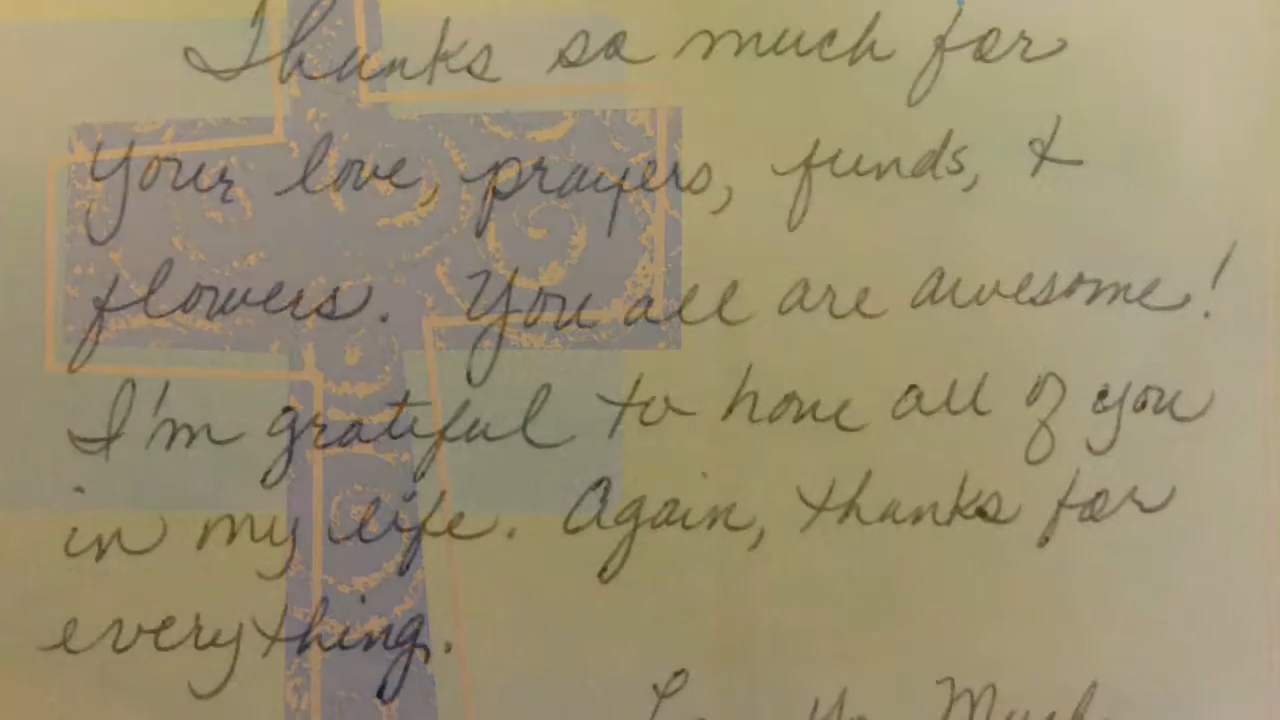 Thanks so much for
your love, prayers, funds, &
flowers. You all are awesome!
I'm grateful to have all of you
in my life. Again, thanks for
everything.
Much